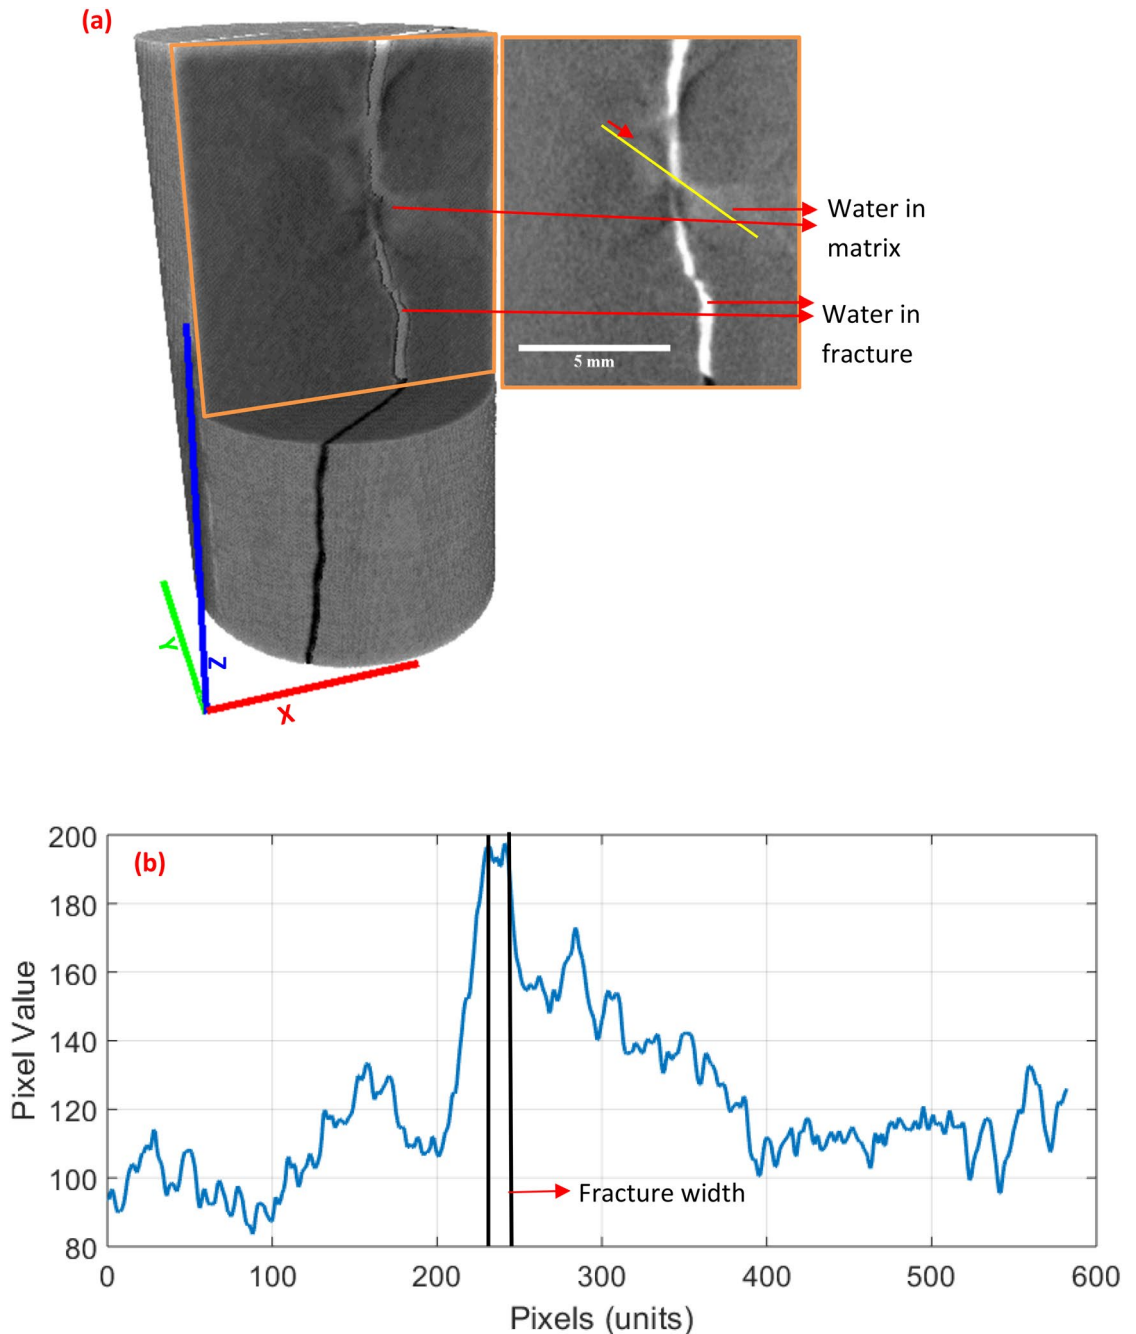 (a)
Water in
matrix
Water in
fracture
5 mm
Y
Z
X
200
(b)
180
160
140
120
100
80
Fracture width
0
100
200
300
400
500
600
Pixel Value
Pixels (units)